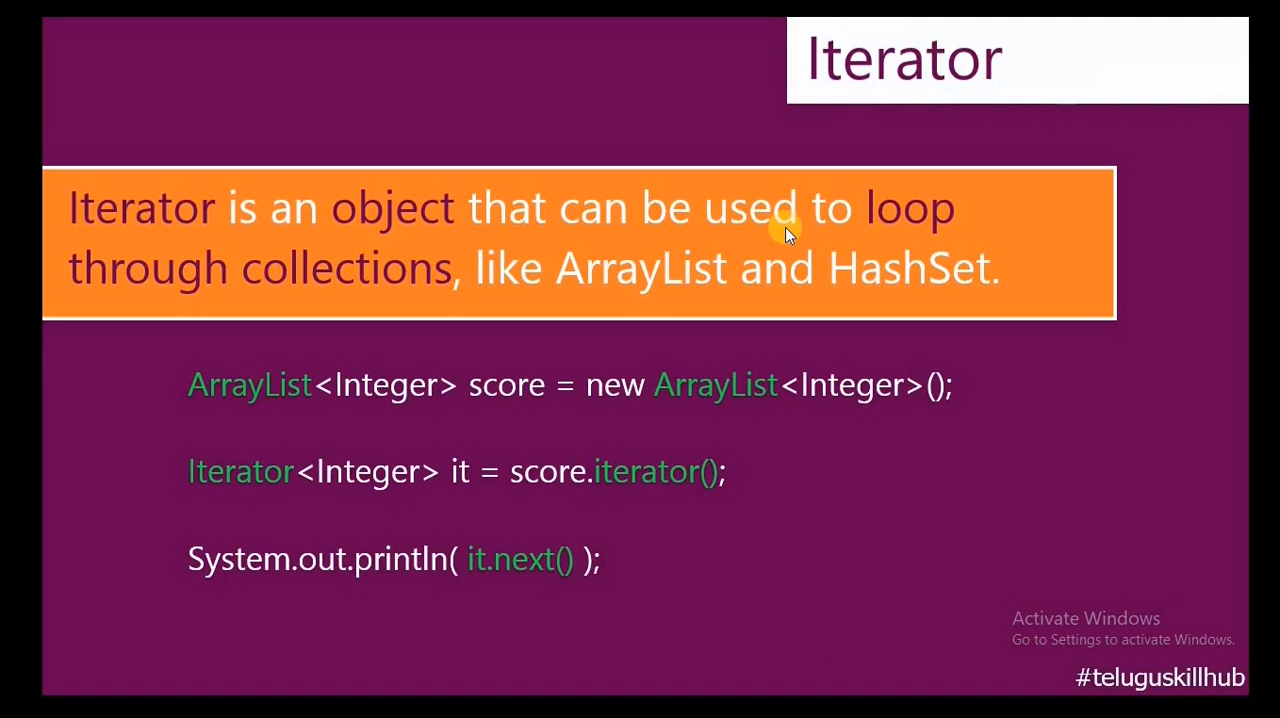 Iterator
Iterator is an object that can be used to loop
through collections, like ArrayList and HashSet.
ArrayList<Integer> score = new ArrayList<Integer>();
Iterator<Integer> it = score.iterator();
System.out.println( it.next() );
Activate Windows
Go to Settings to activate Windows.
#teluguskillhub